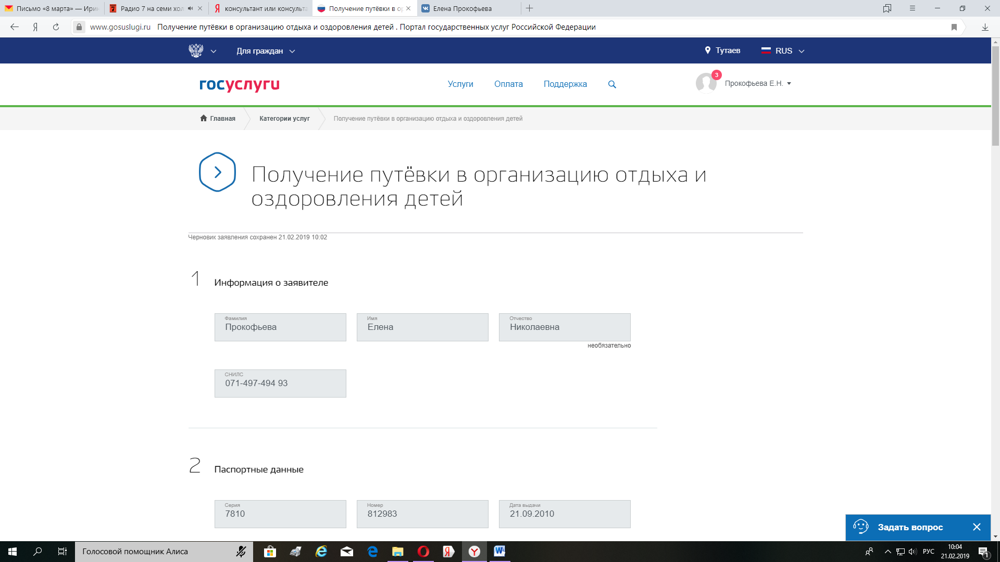 Письмо «8 марта» — Ири
Радио 7 на семи хол
консультант или консульта
Получение путёвки в ор
Елена Прокофьева
www.gosuslugi.ru Получение путёвки в организацию отдыха и оздоровления детей . Портал государственных услуг Российской Федерации
Для граждан
Тутаев
RUS
госуслуги
Услуги
Оплата
Поддержка
3
Прокофьева Е.Н.
Главная
Категории услуг
Получение путёвки в организацию отдыха и оздоровления детей
Получение путёвки в организацию отдыха и
оздоровления детей
Черновик заявления сохранен 21.02.2019 10:02
1 Информация о заявителе
Фамилия
Прокофьева
Имя
Елена
Отчество
Николаевна
необязательно
СНИЛС
071-497-494 93
2 Паспортные данные
Серия
7810
Номер
812983
Дата выдачи
21.09.2010
Задать вопрос
Голосовой помощник Алиса
РУС
10:04
21.02.2019
1